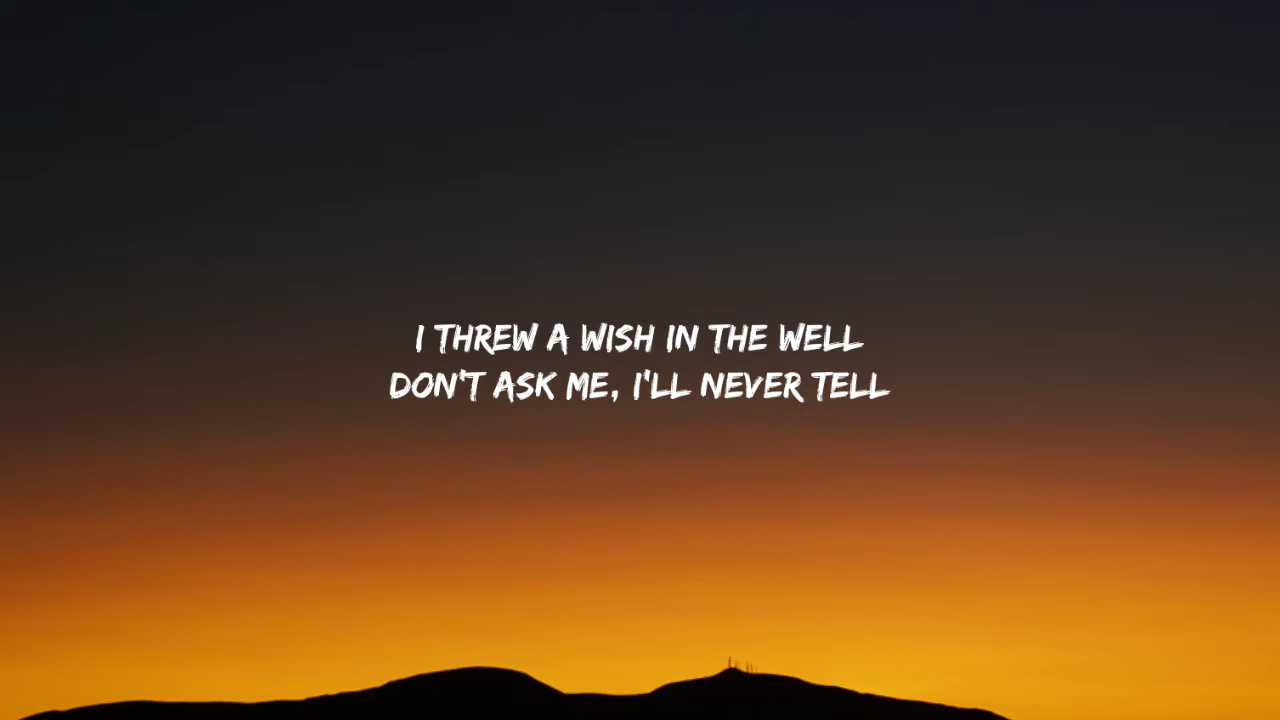 I THREW A WISH IN THE WELL
DON'T ASK ME, I'LL NEVER TELL